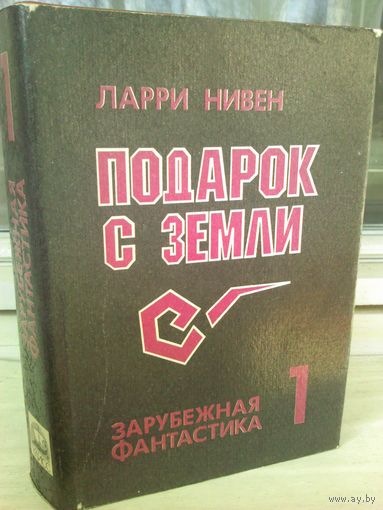 ЛАРРИ НИВЕН
ПОДАРОК
С ЗЕМЛИ
ЗАРУБЕЖНАЯ
ФАНТАСТИКА
1
1
ЗАРУБЕЖНАЯ
ФАНТАСТИКА
www.ay.by